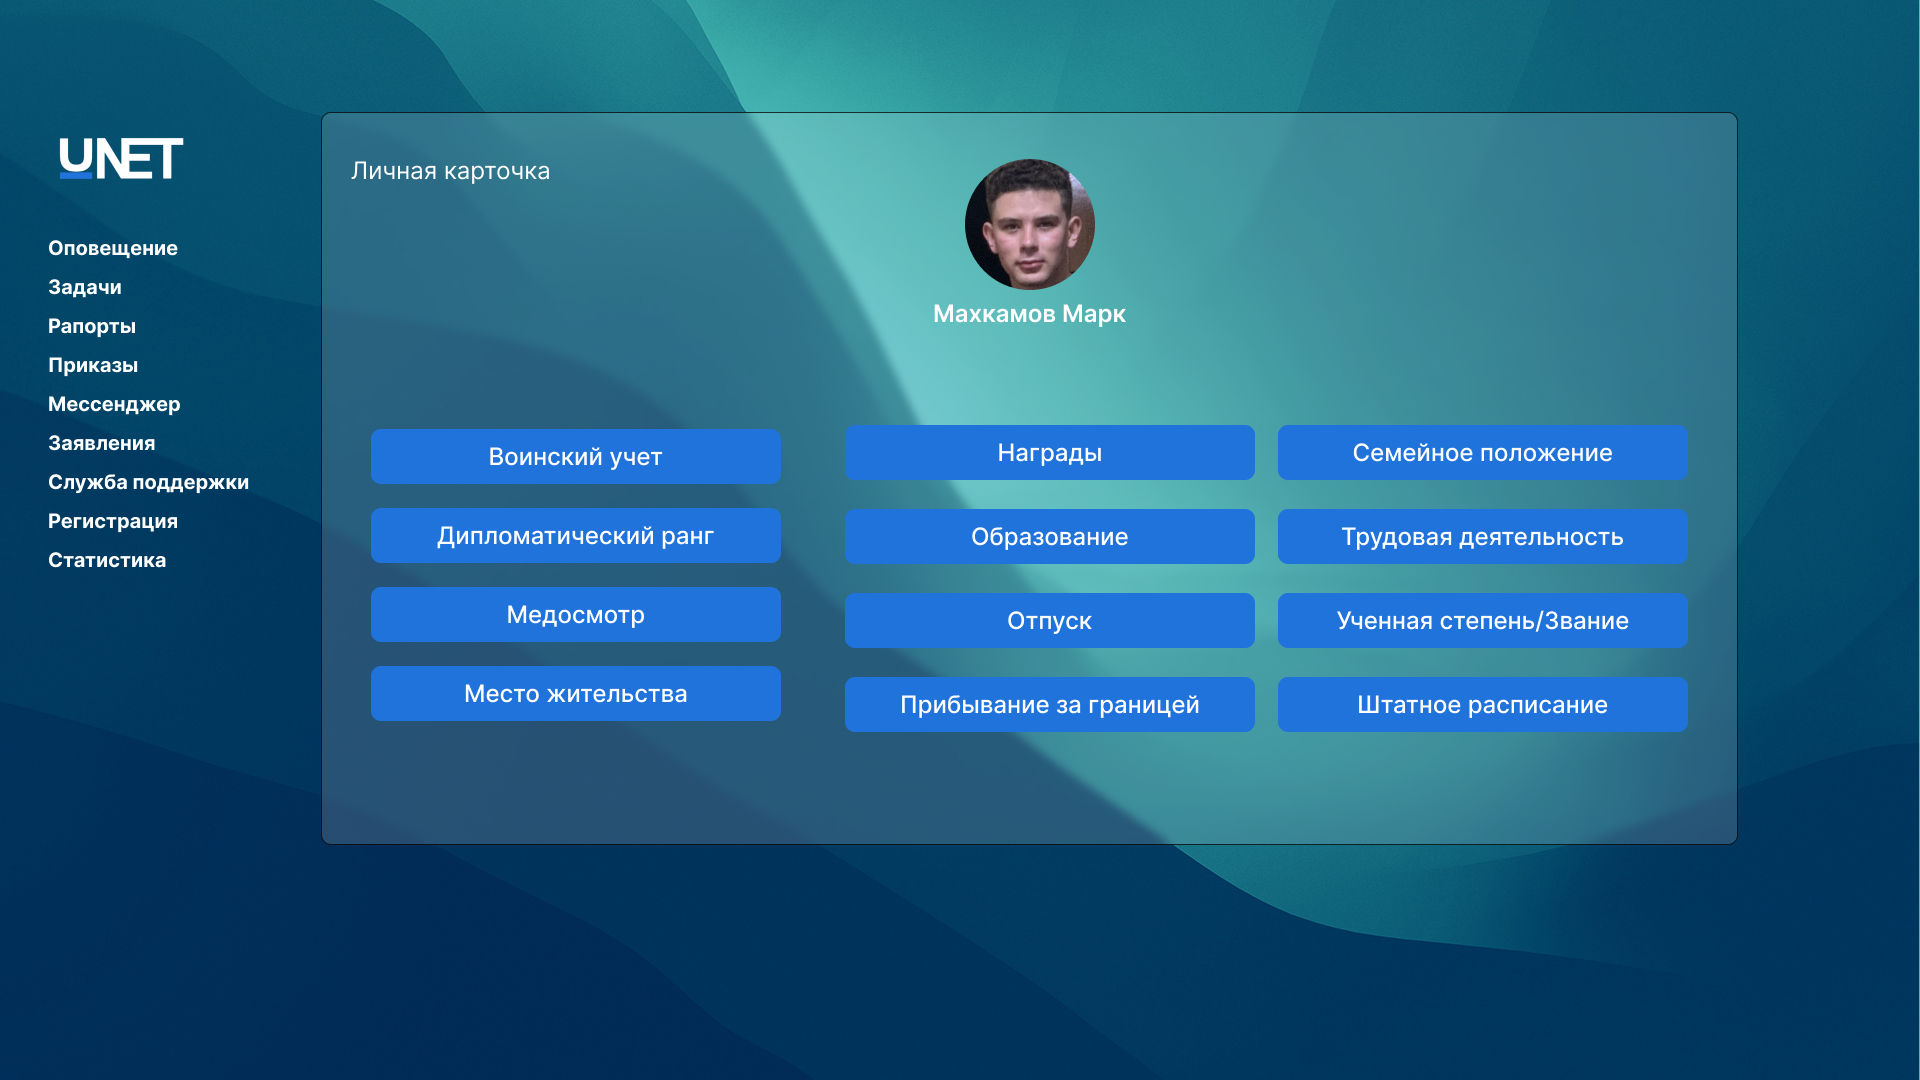 UNET
Оповещение
Задачи
Рапорты
Приказы
Мессенджер
Заявления
Служба поддержки
Регистрация
Статистика
Личная карточка
Махкамов Марк
Воинский учет
Дипломатический ранг
Медосмотр
Место жительства
Награды
Образование
Отпуск
Прибывание за границей
Семейное положение
Трудовая деятельность
Ученная степень/Звание
Штатное расписание